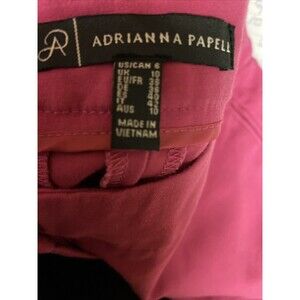 ADRIANNA PAPELL
US/CAN 6
UK 10
EU/FR 38
DE 36
ES 40
IT 42
AUS 10
MADE IN
VIETNAM